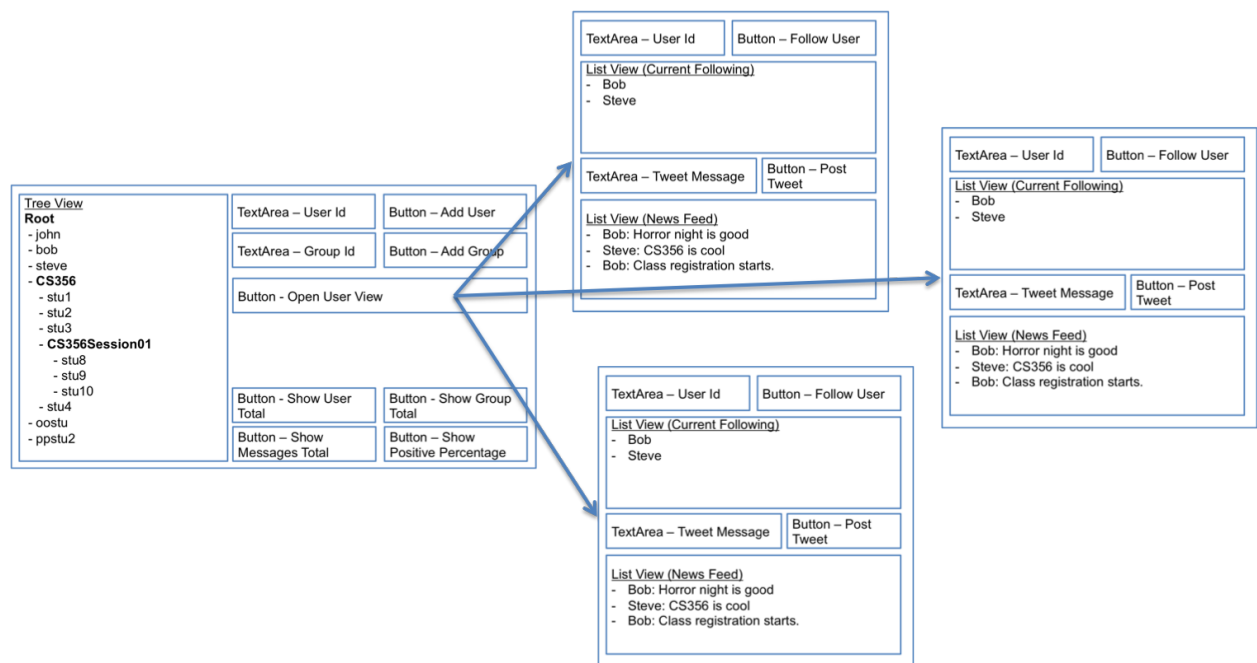 Tree View
Root
- john
- bob
- steve
- CS356
- stu1
- stu2
- stu3
- CS356Session01
- stu8
- stu9
- stu10
- stu4
- oostu
- ppstu2
TextArea – User Id
Button – Add User
TextArea – Group Id
Button – Add Group
Button - Open User View
Button - Show User
Total
Button - Show Group
Total
Button – Show
Messages Total
Button – Show
Positive Percentage
TextArea – User Id
Button – Follow User
List View (Current Following)
- Bob
- Steve
TextArea – Tweet Message
Button – Post
Tweet
List View (News Feed)
- Bob: Horror night is good
- Steve: CS356 is cool
- Bob: Class registration starts.
TextArea – User Id
Button – Follow User
List View (Current Following)
- Bob
- Steve
TextArea – Tweet Message
Button – Post
Tweet
List View (News Feed)
- Bob: Horror night is good
- Steve: CS356 is cool
- Bob: Class registration starts.
TextArea – User Id
Button – Follow User
List View (Current Following)
- Bob
- Steve
TextArea – Tweet Message
Button – Post
Tweet
List View (News Feed)
- Bob: Horror night is good
- Steve: CS356 is cool
- Bob: Class registration starts.